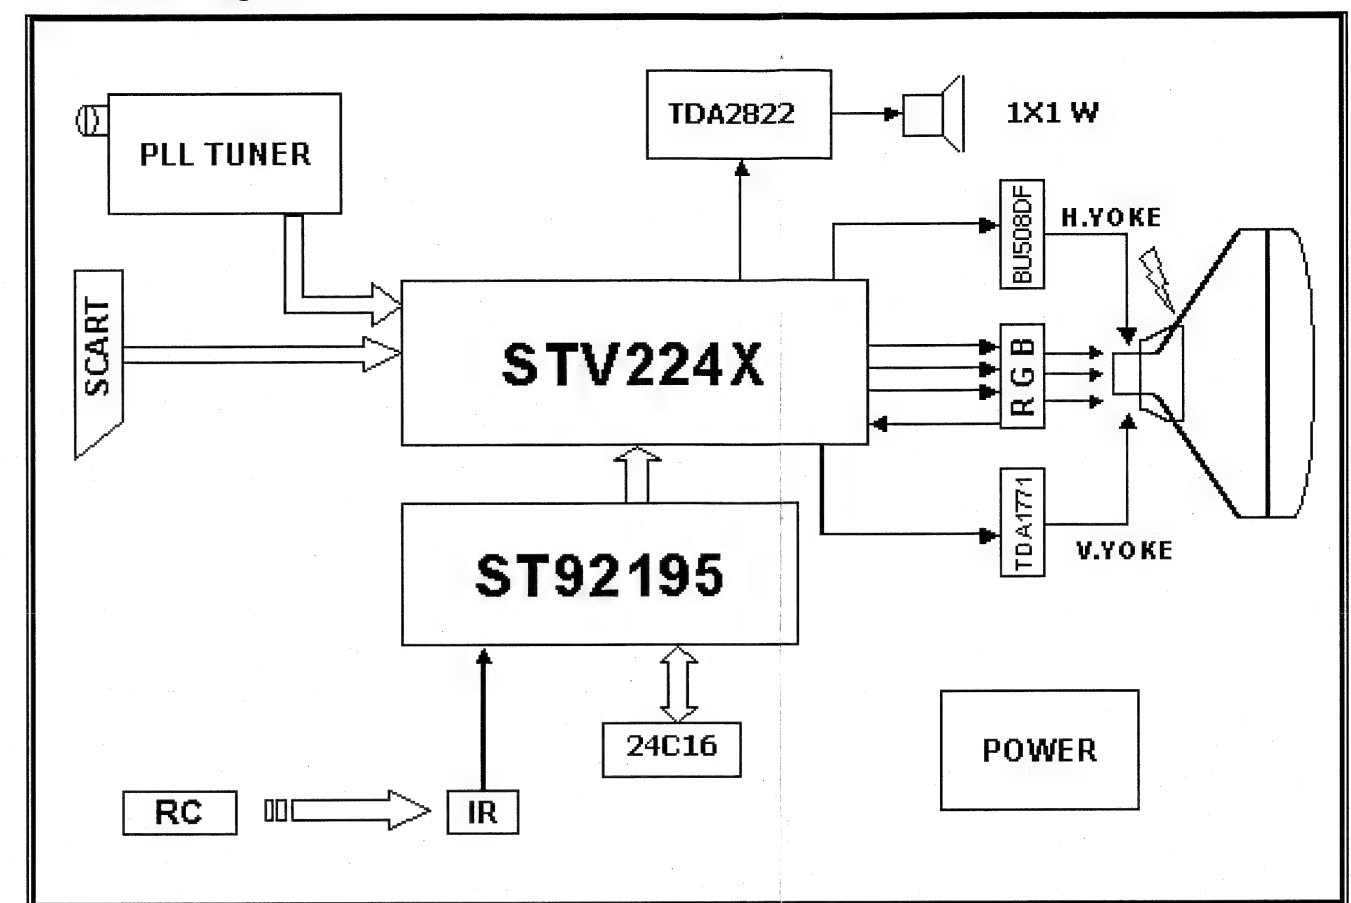 TDA2822
1X1 W
PLL TUNER
BU508DF
H.YOKE
SCART
STV224X
R G B
TDA1771
V.YOKE
ST92195
24C16
POWER
RC
IR